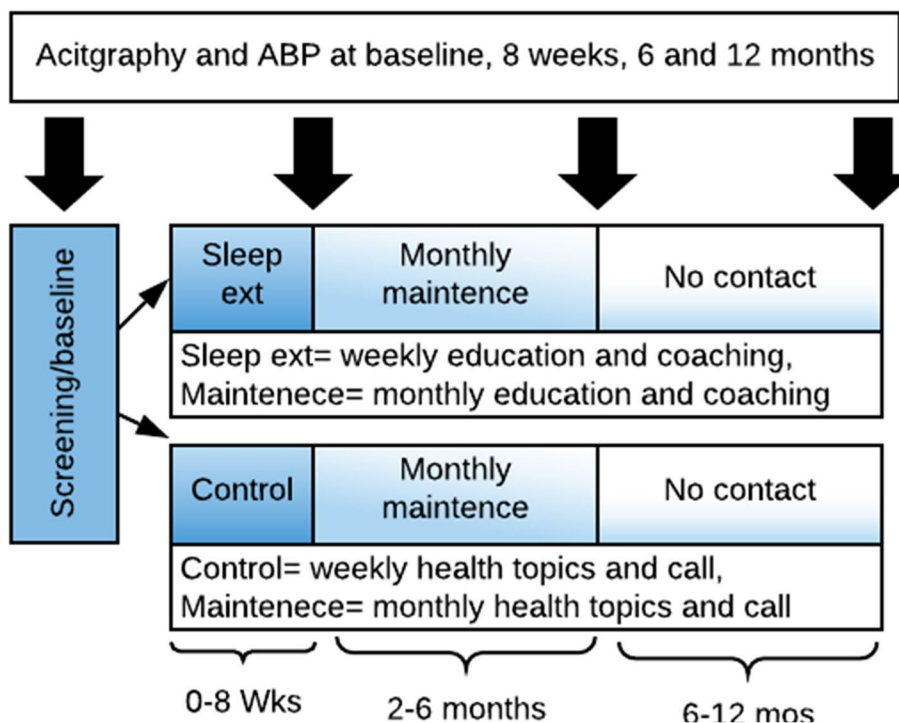 Acitgraphy and ABP at baseline, 8 weeks, 6 and 12 months
Screening/baseline
Sleep
ext
Monthly
maintence
No contact
Sleep ext= weekly education and coaching,
Maintenece= monthly education and coaching
Control
Monthly
maintence
No contact
Control= weekly health topics and call,
Maintenece= monthly health topics and call
0-8 Wks
2-6 months
6-12 mos